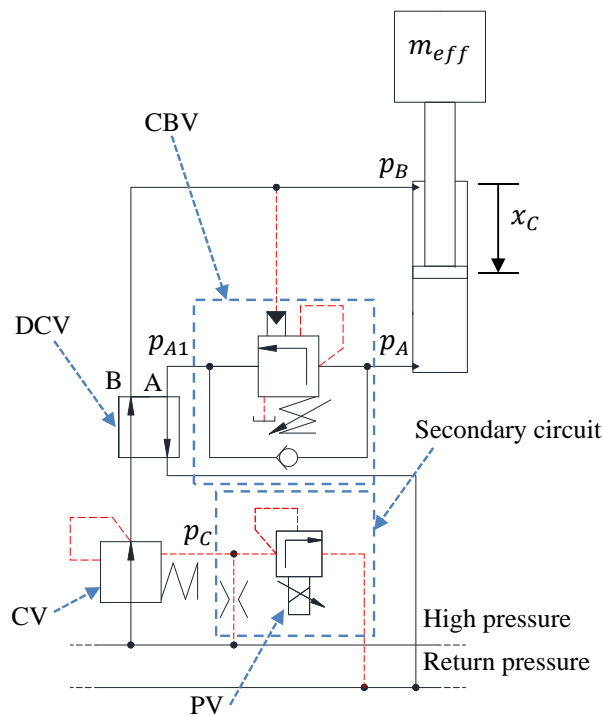 m_eff
CBV
p_B
x_C
DCV
p_A1
p_A
B A
Secondary circuit
p_C
CV
High pressure
Return pressure
PV